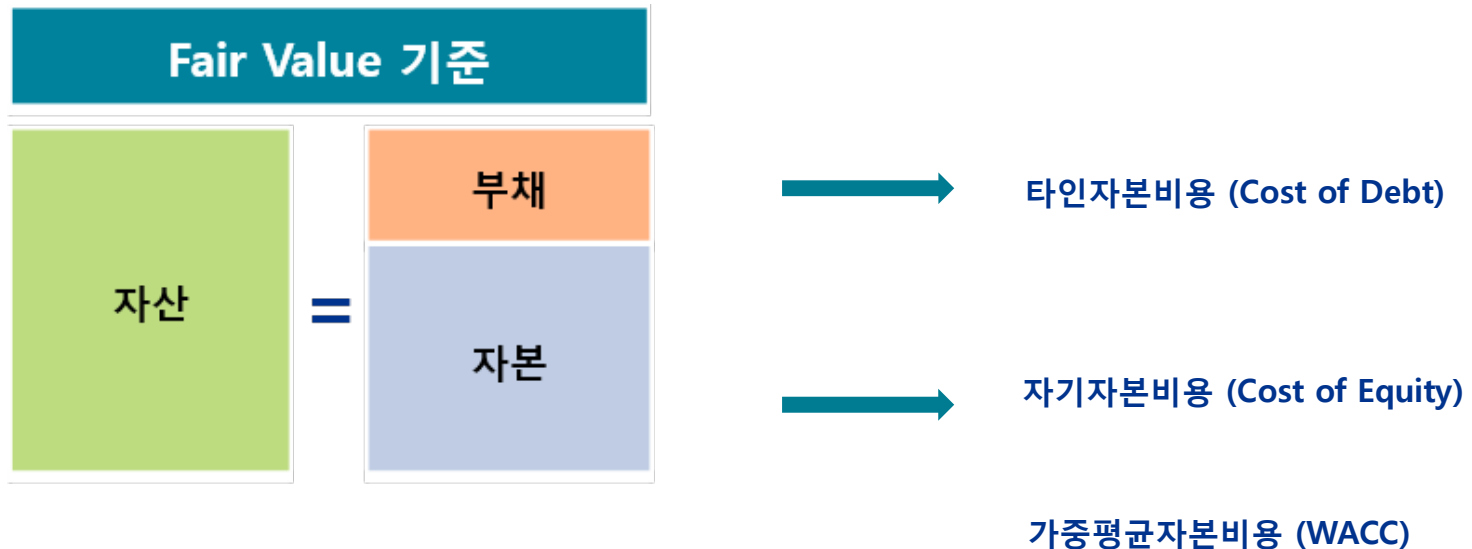 Fair Value 기준
부채
타인자본비용 (Cost of Debt)
자산
=
자본
자기자본비용 (Cost of Equity)
가중평균자본비용 (WACC)